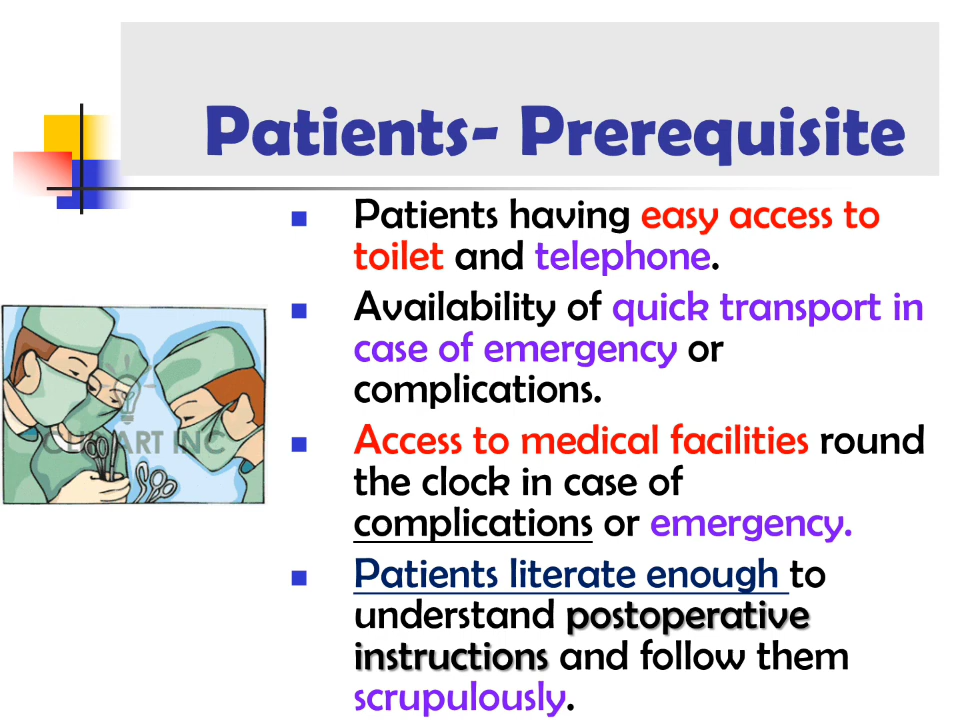 Patients- Prerequisite
Patients having easy access to
toilet and telephone.
Availability of quick transport in
case of emergency or
complications.
Access to medical facilities round
the clock in case of
complications or emergency.
Patients literate enough to
understand postoperative
instructions and follow them
scrupulously.
CLIPART INC